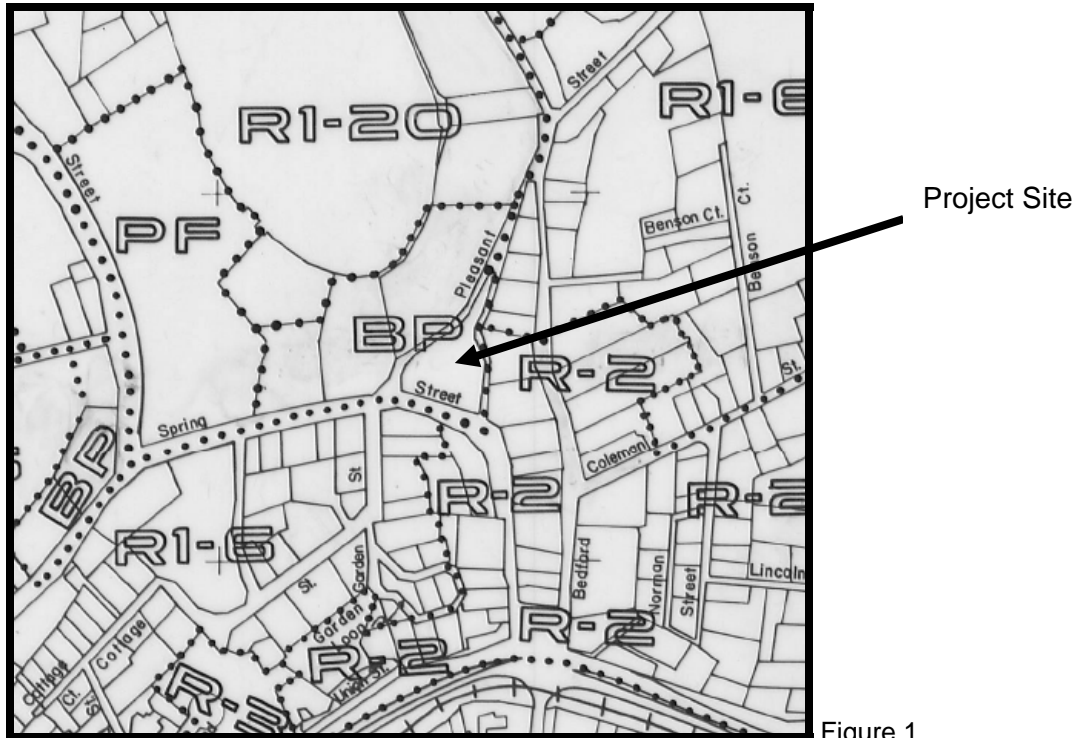 Street
R1-20
R1-6
Street
Project Site
PF
Benson Ct.
Benson Ct.
Pleasant
BP
R-2
Street
St.
Spring
Coleman
BP
St
R-2
R-2
R1-6
Bedford
Norman
Street
Lincoln
St.
Garden
Garden
Loop
R-2
R-2
Cottage
Cottage
Ct.
St.
Union St.
R-3
Rd
Figure 1